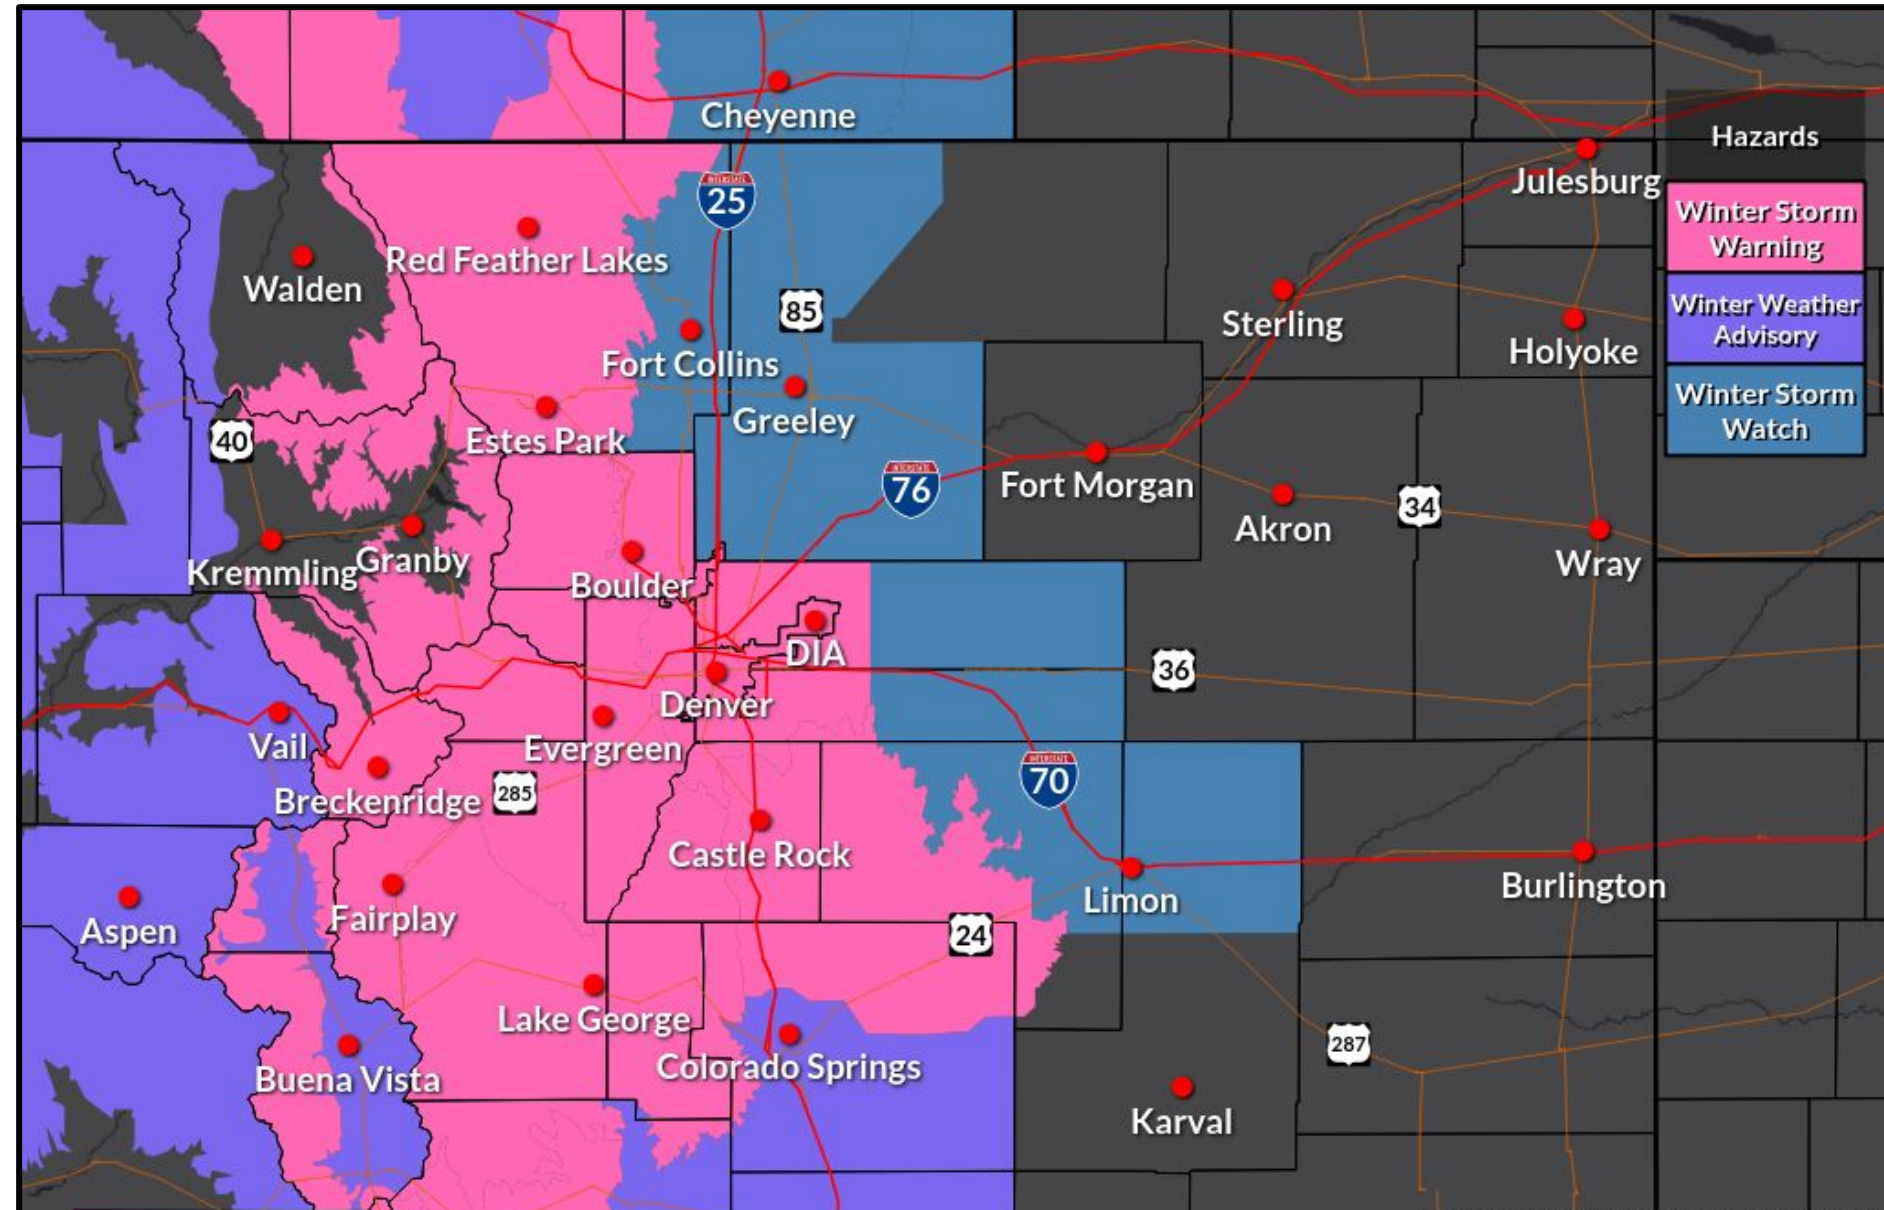 Cheyenne
Hazards
Winter Storm
Warning
Winter Weather
Advisory
Winter Storm
Watch
Julesburg
INTERSTATE
25
Red Feather Lakes
Walden
85
Sterling
Holyoke
Fort Collins
Greeley
40
Estes Park
INTERSTATE
76
Fort Morgan
34
Akron
Wray
Kremmling
Granby
Boulder
DIA
36
Denver
Vail
Evergreen
INTERSTATE
70
Breckenridge
285
Castle Rock
Limon
Burlington
Aspen
Fairplay
24
Lake George
Colorado Springs
287
Buena Vista
Karval